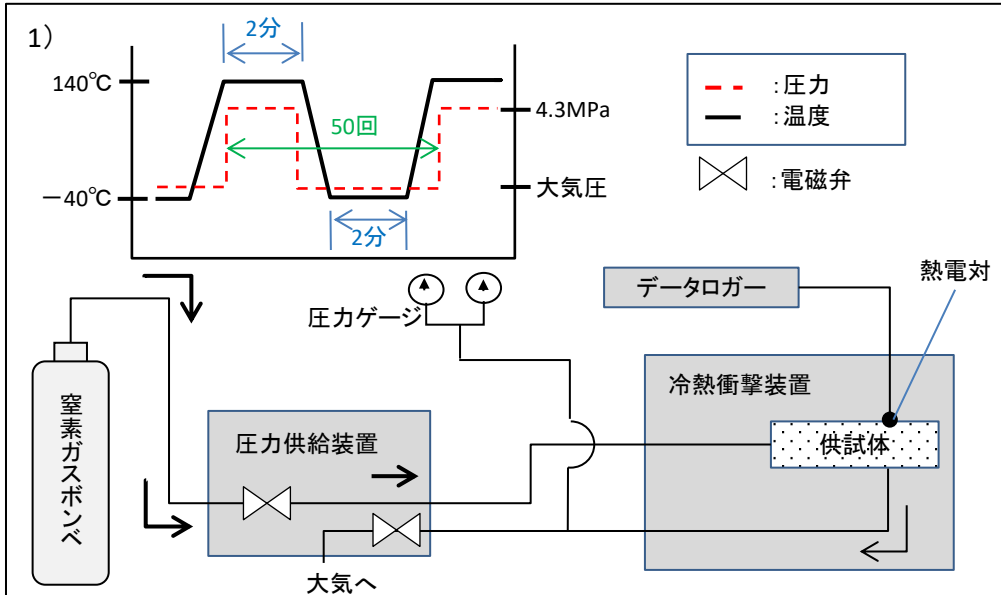 1）
2分
140℃
4.3MPa
50回
大気圧
－40℃
2分
：圧力
：温度
：電磁弁
熱電対
データロガー
圧力ゲージ
冷熱衝撃装置
供試体
圧力供給装置
窒素ガスボンベ
大気へ